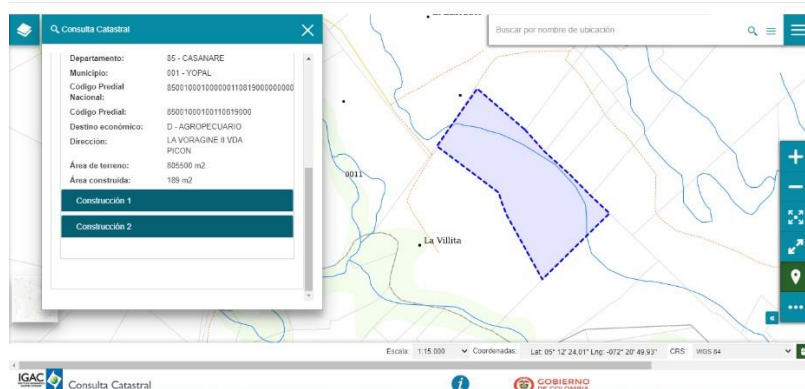 Consulta Catastral
Departamento: 85 - CASANARE
Municipio: 001 - YOPAL
Código Predial Nacional: 850010001000000110819000000000
Código Predial: 85001000100110819000
Destino económico: D - AGROPECUARIO
Dirección: LA VORAGINE II VDA
PICON
Área de terreno: 805500 m2
Área construida: 189 m2
Construcción 1
Construcción 2
Buscar por nombre de ubicación
0011
La Villita
Escala: 1:15.000 Coordenadas: Lat: 05° 12' 24,01" Lng: -072° 20' 49,93" CRS: WGS 84
IGAC
Consulta Catastral
GOBIERNO
DE COLOMBIA